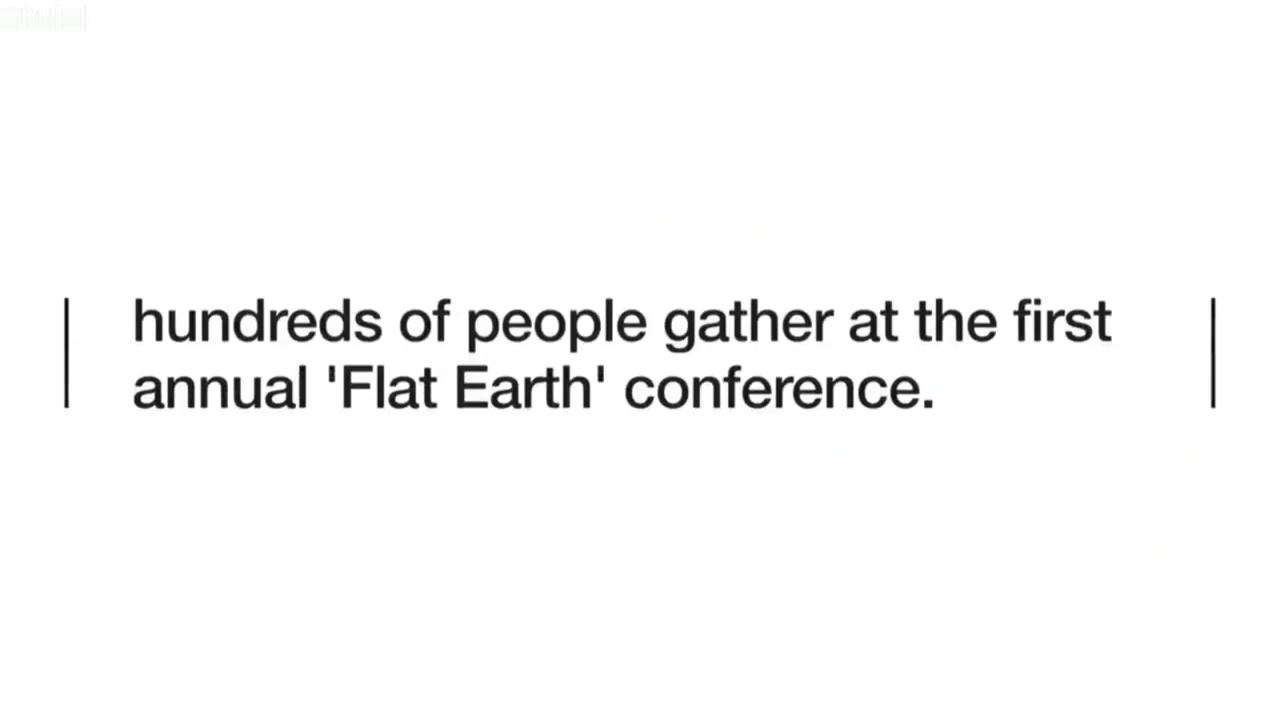 hundreds of people gather at the first
annual 'Flat Earth' conference.